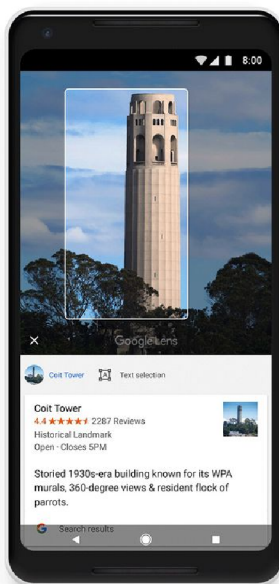 8:00
Google Lens
Coit Tower
Text selection
Coit Tower
4.4 ★★★★★ 2287 Reviews
Historical Landmark
Open · Closes 5PM
Storied 1930s-era building known for its WPA
murals, 360-degree views & resident flock of
parrots.
G Search results